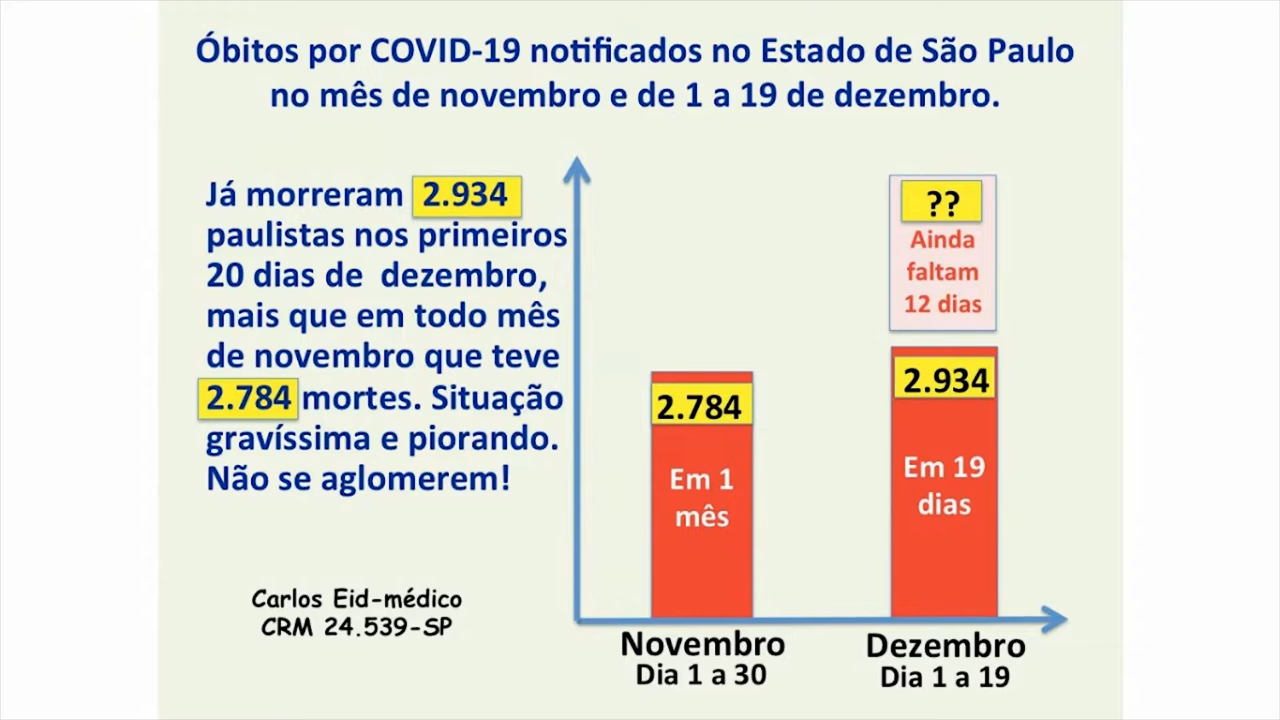 Óbitos por COVID-19 notificados no Estado de São Paulo
no mês de novembro e de 1 a 19 de dezembro.
Já morreram 2.934
paulistas nos primeiros
20 dias de dezembro,
mais que em todo mês
de novembro que teve
2.784 mortes. Situação
gravíssima e piorando.
Não se aglomerem!
Carlos Eid-médico
CRM 24.539-SP
2.784
Em 1
mês
??
Ainda
faltam
12 dias
2.934
Em 19
dias
Novembro
Dia 1 a 30
Dezembro
Dia 1 a 19